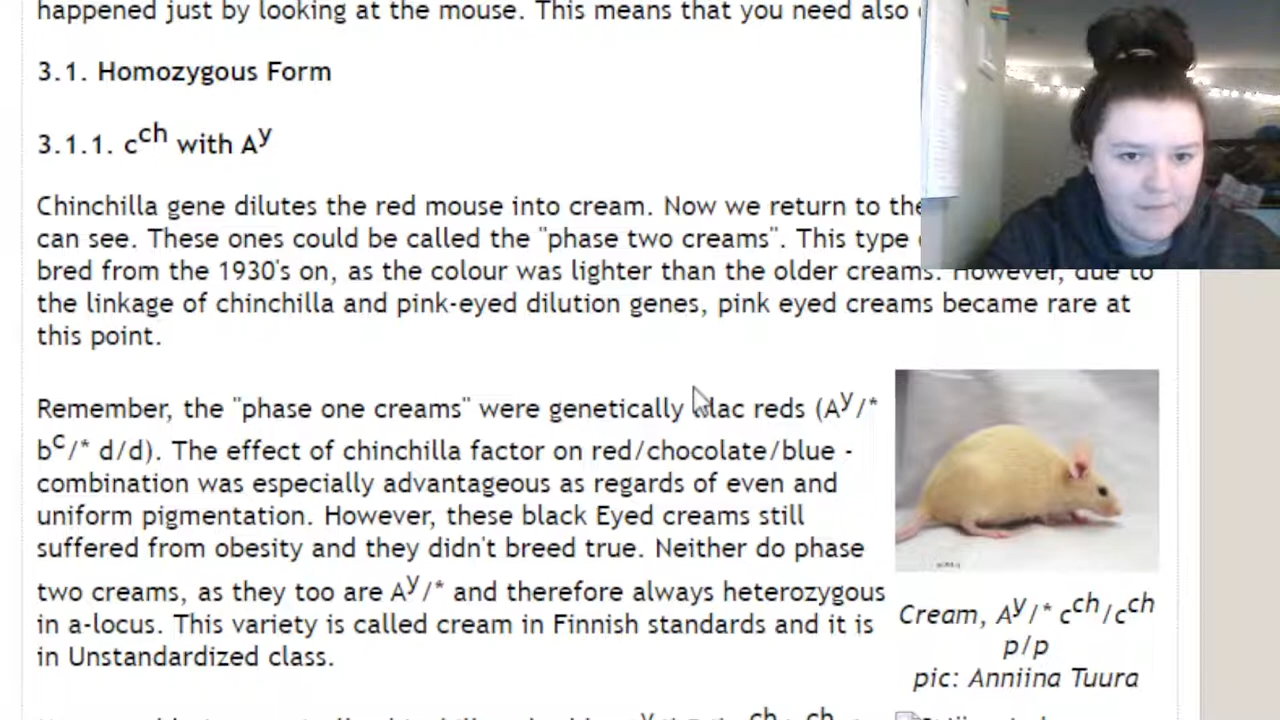 happened just by looking at the mouse. This means that you need also
3.1. Homozygous Form
3.1.1. cch with Ay
Chinchilla gene dilutes the red mouse into cream. Now we return to the
can see. These ones could be called the "phase two creams". This type
bred from the 1930's on, as the colour was lighter than the older creams. However, due to
the linkage of chinchilla and pink-eyed dilution genes, pink eyed creams became rare at
this point.
Remember, the "phase one creams" were genetically lilac reds (Ay/*
bc/* d/d). The effect of chinchilla factor on red/chocolate/blue -
combination was especially advantageous as regards of even and
uniform pigmentation. However, these black Eyed creams still
suffered from obesity and they didn't breed true. Neither do phase
two creams, as they too are Ay/* and therefore always heterozygous
in a-locus. This variety is called cream in Finnish standards and it is
in Unstandardized class.
Cream, Ay/* cch/cch
p/p
pic: Anniina Tuura